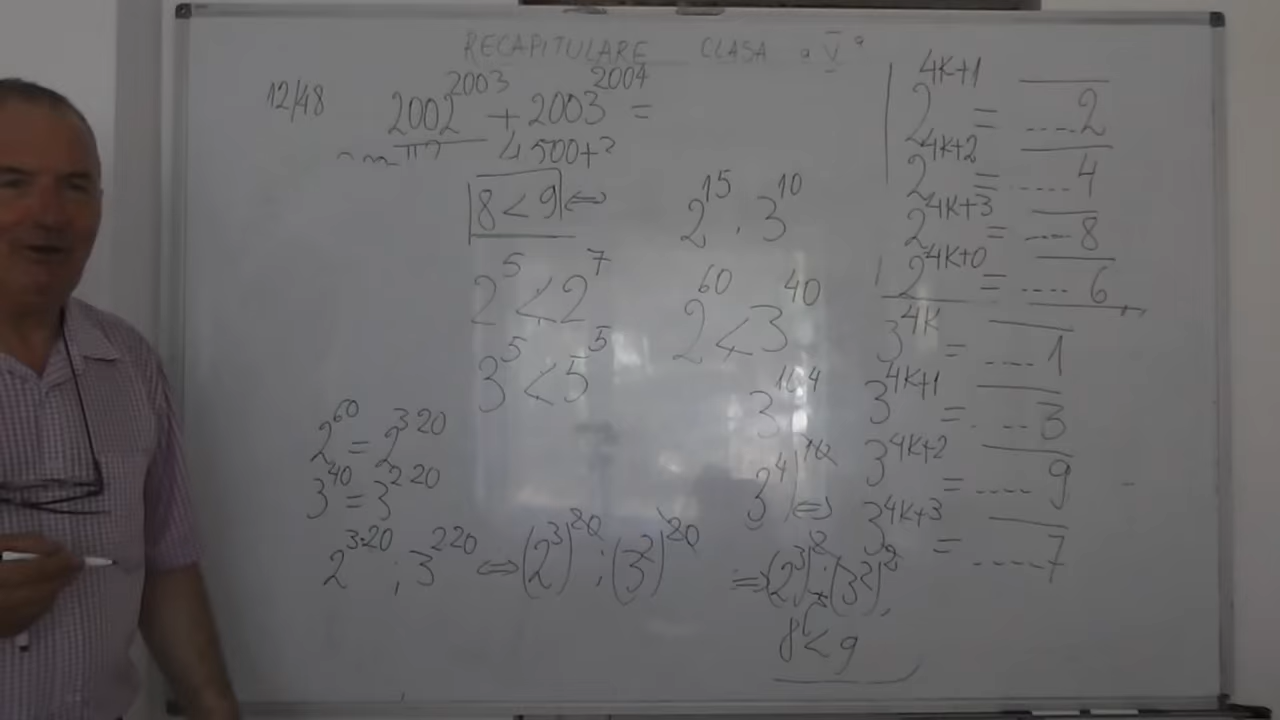 RECAPITULARE CLASA a V a
12/48 2002^2003 + 2003^2004 =
4 500+
8 < 9 ⇔
2^15 . 3^10
2^5 < 2^7
2^60 < 3^40
3^5 < 5^5
2^60 = 2^3·20
3^40 = 3^2·20
2^3·20 ; 3^2·20 ⇔ (2^3)^20 ; (3^2)^20
⇒ (2^3) ; (3^2)
8 < 9
2^4K+1 = ....2
2^4K+2 = ....4
2^4K+3 = ....8
2^4K+0 = ....6
3^4K = ....1
3^4K+1 = ....3
3^4K+2 = ....9
3^4K+3 = ....7